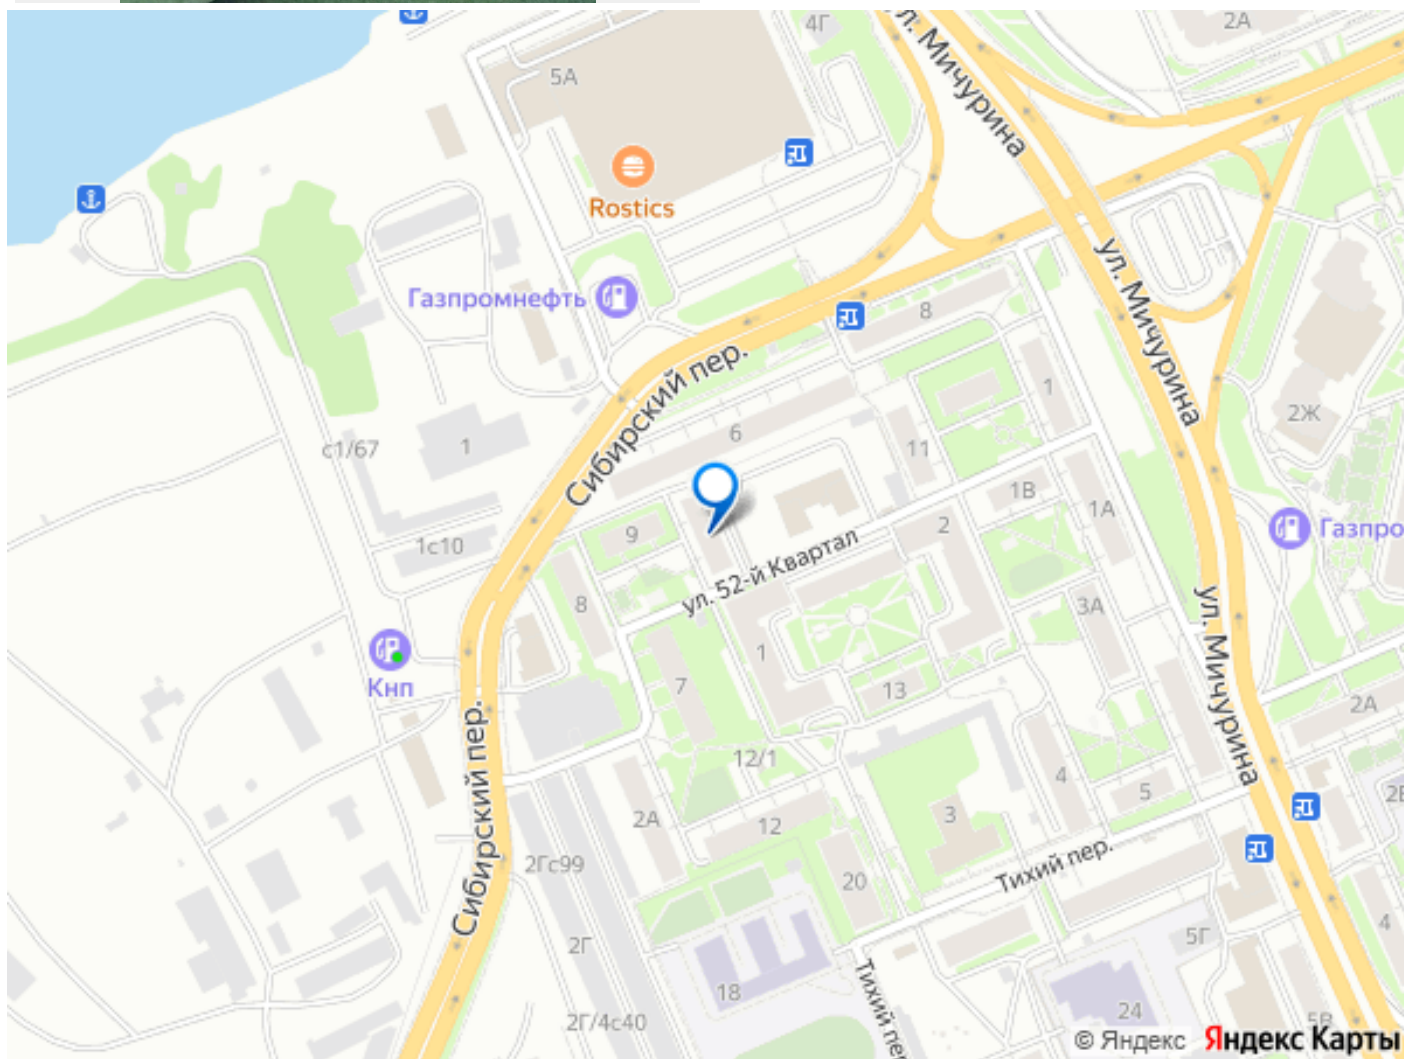 4Г
2А
ул. Мичурина
5А
Rostics
Газпромнефть
ул. Мичурина
8
Сибирский пер.
1
2Ж
6
11
с1/67
1
1В
1А
2
Газпро
9
1с10
ул. 52-й Квартал
8
3А
ул. Мичурина
1
Кнп
7
13
2А
12/1
4
5
Сибирский пер.
2А
12
3
2Гс99
20
Тихий пер.
4
2Г
5Г
18
Тихий пе
24
2Г/4с40
© Яндекс Яндекс Карты